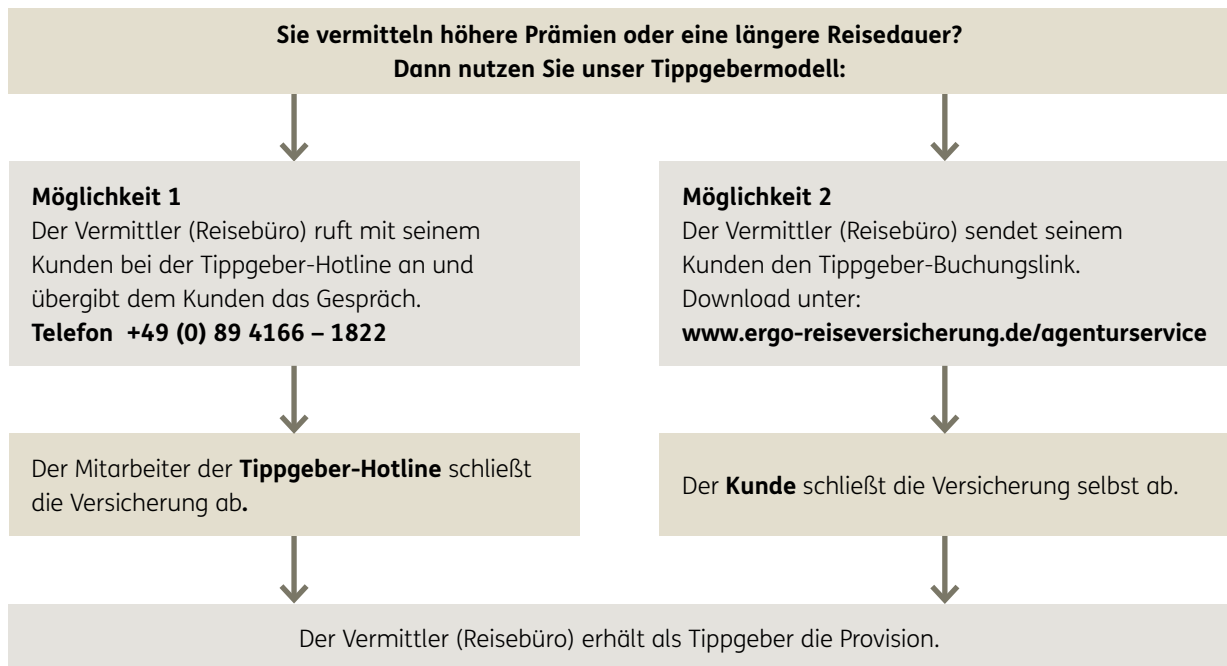 Sie vermitteln höhere Prämien oder eine längere Reisedauer?
Dann nutzen Sie unser Tippgebermodell:
Möglichkeit 1
Der Vermittler (Reisebüro) ruft mit seinem
Kunden bei der Tippgeber-Hotline an und
übergibt dem Kunden das Gespräch.
Telefon +49 (0) 89 4166 – 1822
Möglichkeit 2
Der Vermittler (Reisebüro) sendet seinem
Kunden den Tippgeber-Buchungslink.
Download unter:
www.ergo-reiseversicherung.de/agenturservice
Der Mitarbeiter der Tippgeber-Hotline schließt
die Versicherung ab.
Der Kunde schließt die Versicherung selbst ab.
Der Vermittler (Reisebüro) erhält als Tippgeber die Provision.